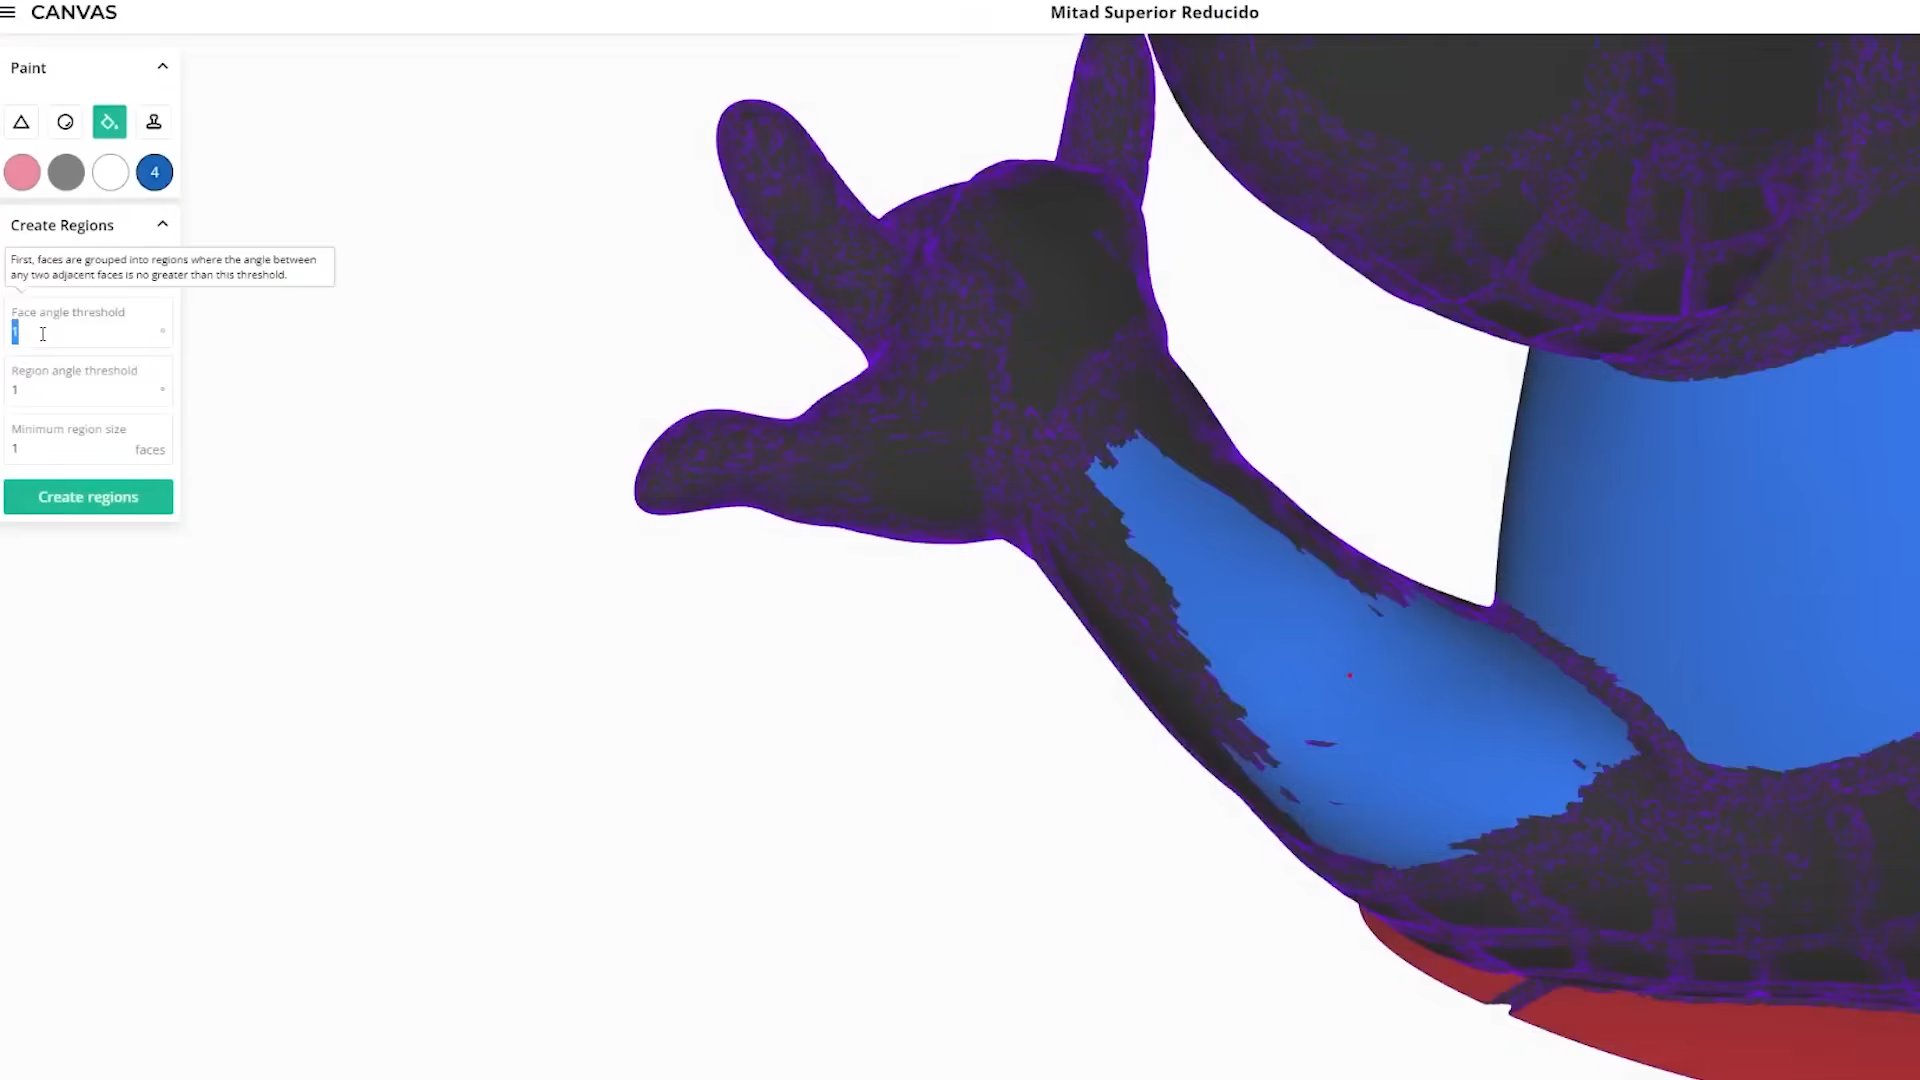 CANVAS
Mitad Superior Reducido
Paint
4
Create Regions
First, faces are grouped into regions where the angle between
any two adjacent faces is no greater than this threshold.
Face angle threshold
1 °
Region angle threshold
1 °
Minimum region size
1 faces
Create regions